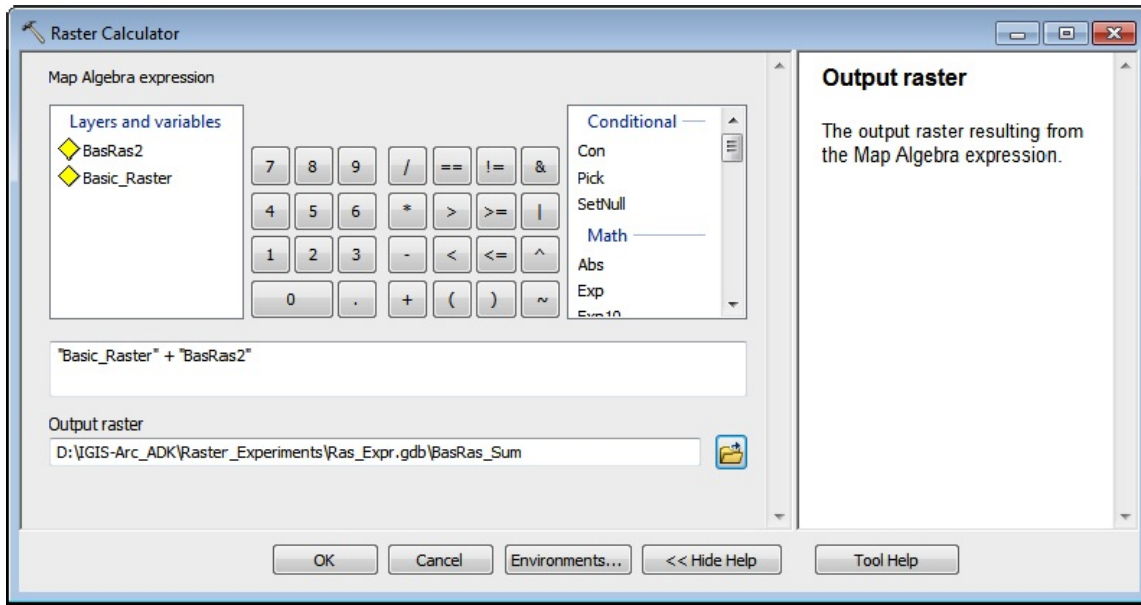 Raster Calculator
Map Algebra expression
Layers and variables
BasRas2
Basic_Raster
7 8 9 / == != &
4 5 6 * > >= |
1 2 3 - < <= ^
0 . + ( ) ~
Conditional
Con
Pick
SetNull
Math
Abs
Exp
Exp10
"Basic_Raster" + "BasRas2"
Output raster
D:\IGIS-Arc_ADK\Raster_Experiments\Ras_Expr.gdb\BasRas_Sum
OK Cancel Environments... << Hide Help Tool Help
Output raster
The output raster resulting from
the Map Algebra expression.